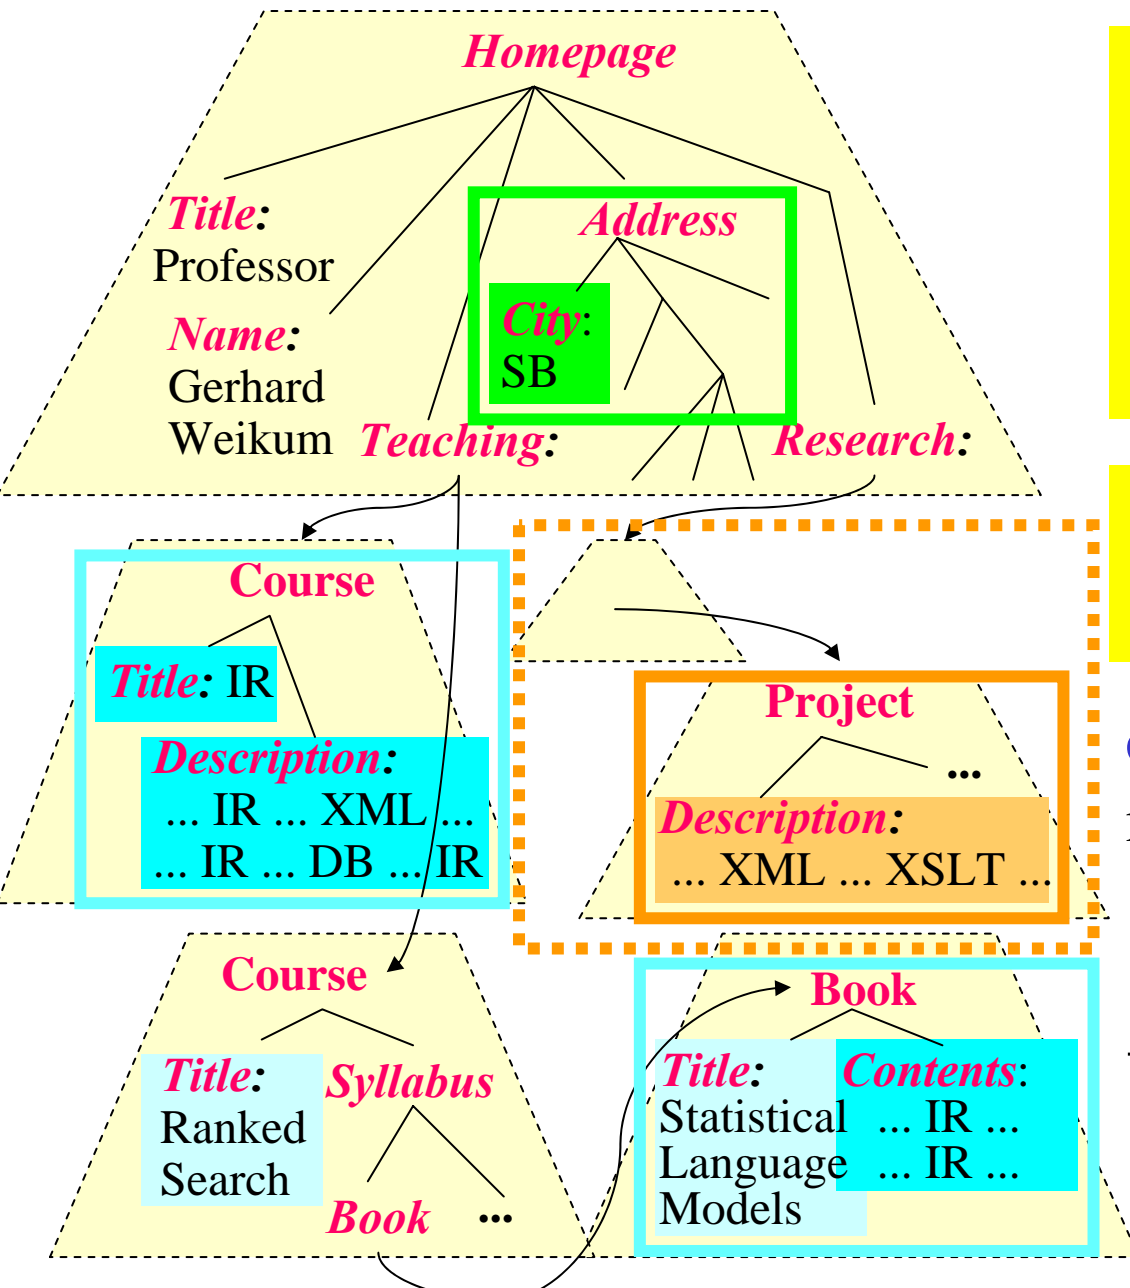 Homepage
Title:
Professor
Address
City:
SB
Name:
Gerhard
Weikum
Teaching:
Research:
Course
Title: IR
Description:
... IR ... XML ...
... IR ... DB ... IR
Project
...
Description:
... XML ... XSLT ...
Course
Title:
Ranked
Search
Syllabus
Book
...
Book
Title:
Statistical
Language
Models
Contents:
... IR ...
... IR ...